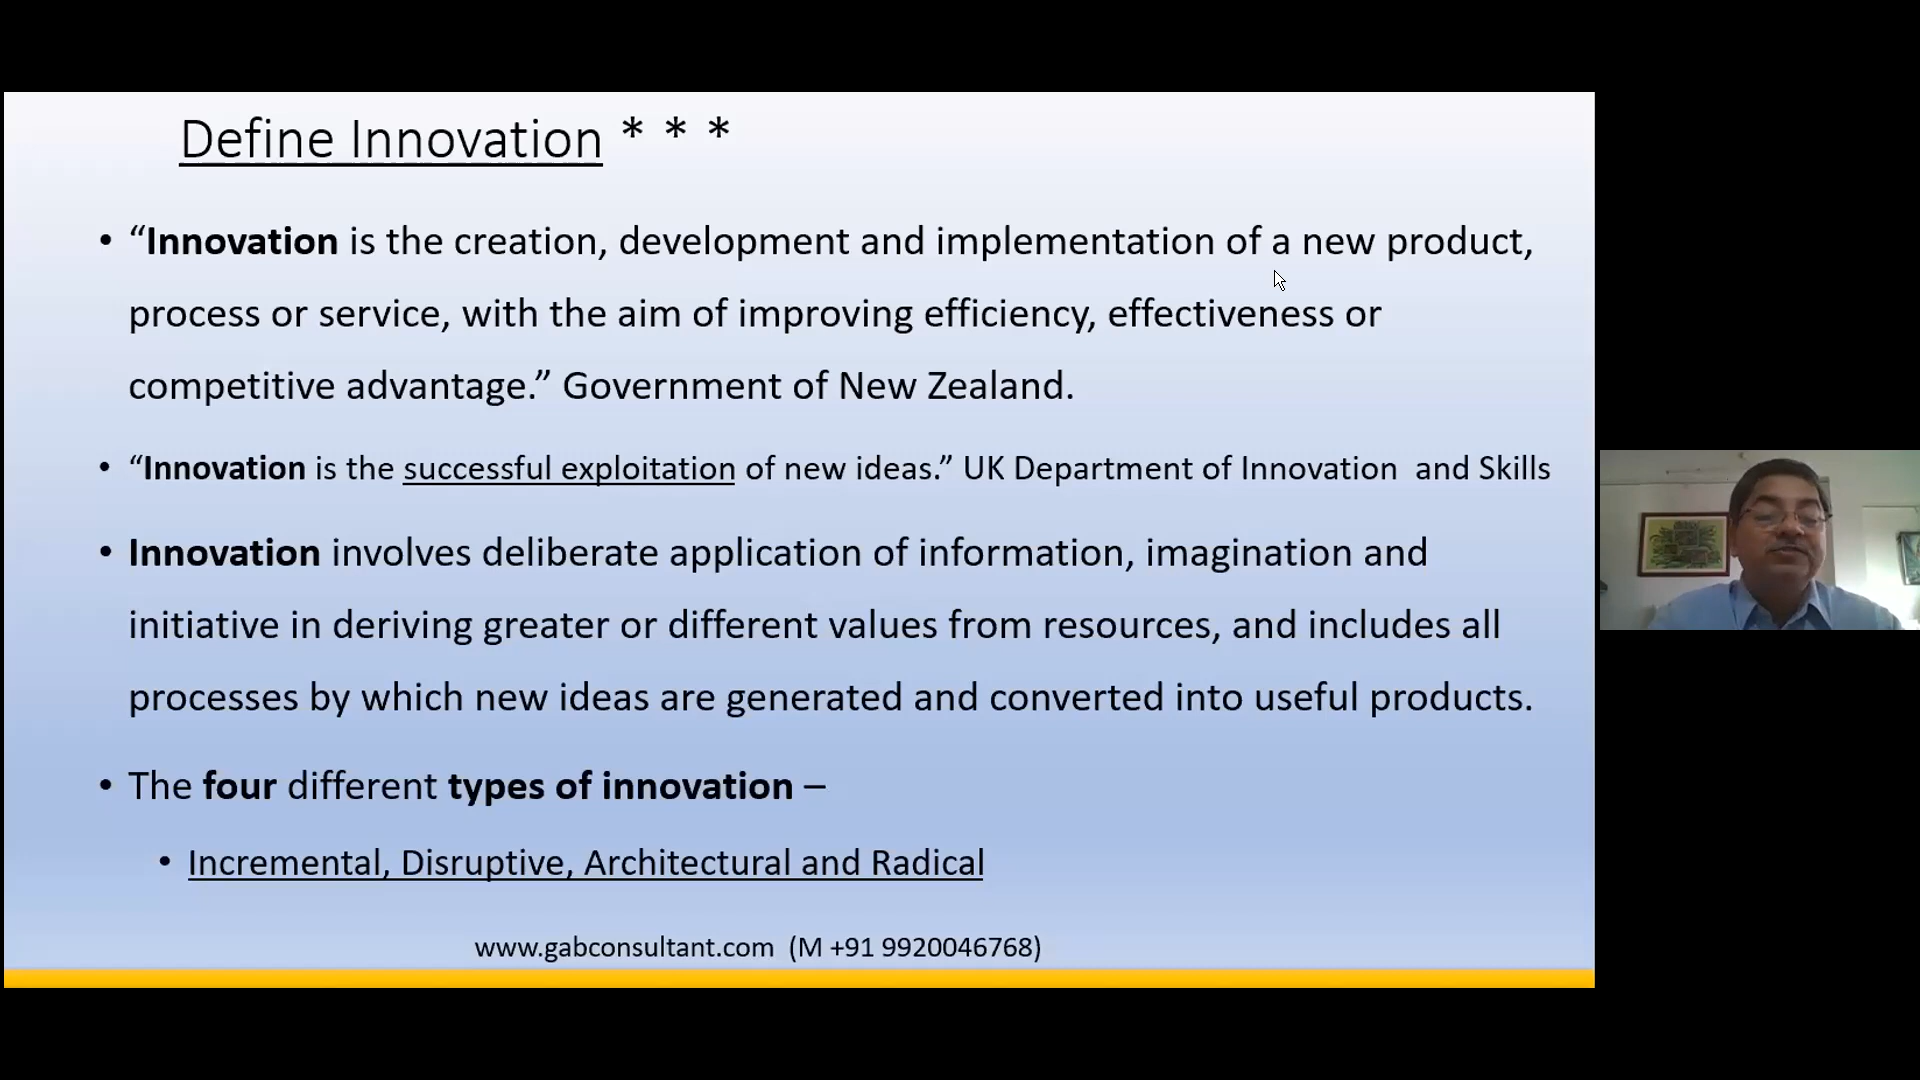 Define Innovation * * *
• “Innovation is the creation, development and implementation of a new product,
process or service, with the aim of improving efficiency, effectiveness or
competitive advantage.” Government of New Zealand.
• “Innovation is the successful exploitation of new ideas.” UK Department of Innovation  and Skills
• Innovation involves deliberate application of information, imagination and
initiative in deriving greater or different values from resources, and includes all
processes by which new ideas are generated and converted into useful products.
• The four different types of innovation –
• Incremental, Disruptive, Architectural and Radical
www.gabconsultant.com  (M +91 9920046768)